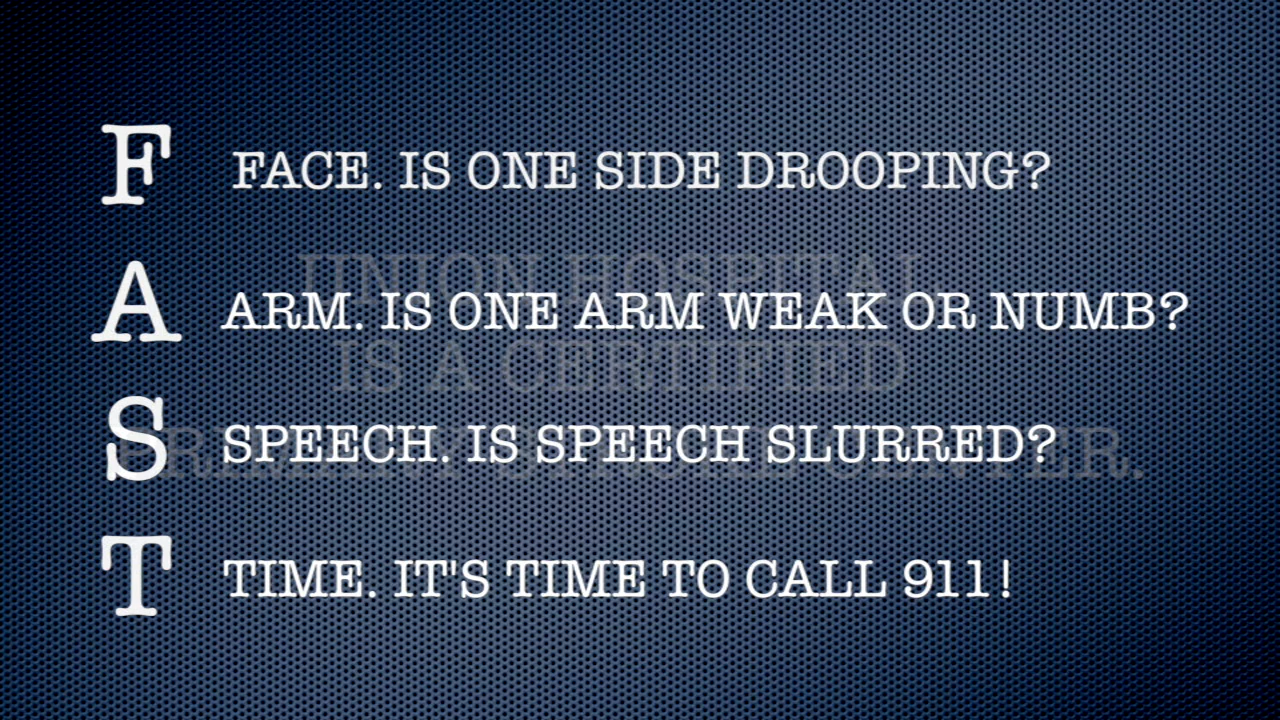 F FACE. IS ONE SIDE DROOPING?
UNION HOSPITAL
A ARM. IS ONE ARM WEAK OR NUMB?
IS A CERTIFIED
S SPEECH. IS SPEECH SLURRED?
T TIME. IT'S TIME TO CALL 911!